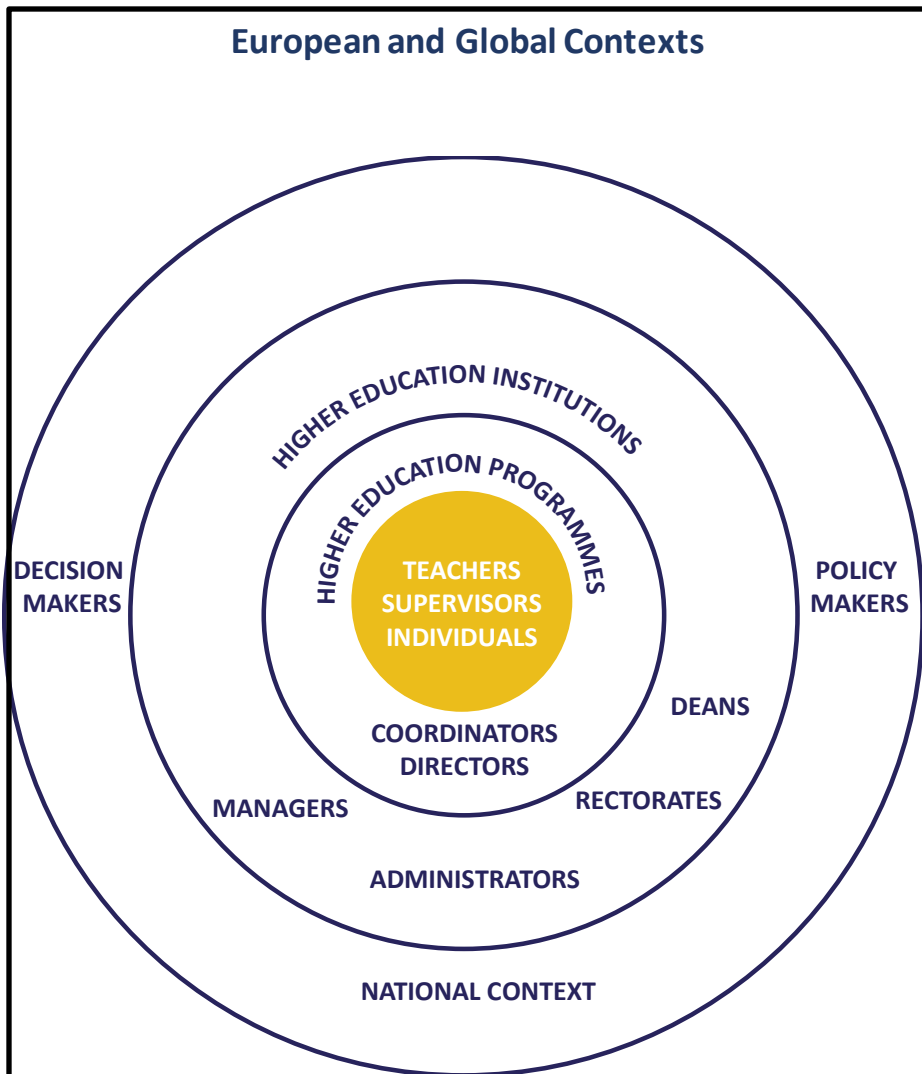 European and Global Contexts
HIGHER EDUCATION INSTITUTIONS
HIGHER EDUCATION PROGRAMMES
DECISION
MAKERS
TEACHERS
SUPERVISORS
INDIVIDUALS
POLICY
MAKERS
DEANS
COORDINATORS
DIRECTORS
MANAGERS
RECTORATES
ADMINISTRATORS
NATIONAL CONTEXT